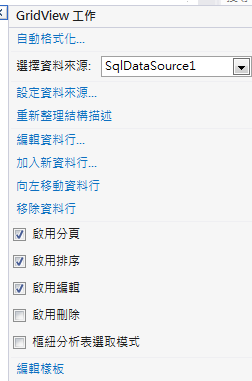 GridView 工作
自動格式化...
選擇資料來源: SqlDataSource1
設定資料來源...
重新整理結構描述
編輯資料行...
加入新資料行...
向左移動資料行
移除資料行
啟用分頁
啟用排序
啟用編輯
啟用刪除
樞紐分析表選取模式
編輯樣板